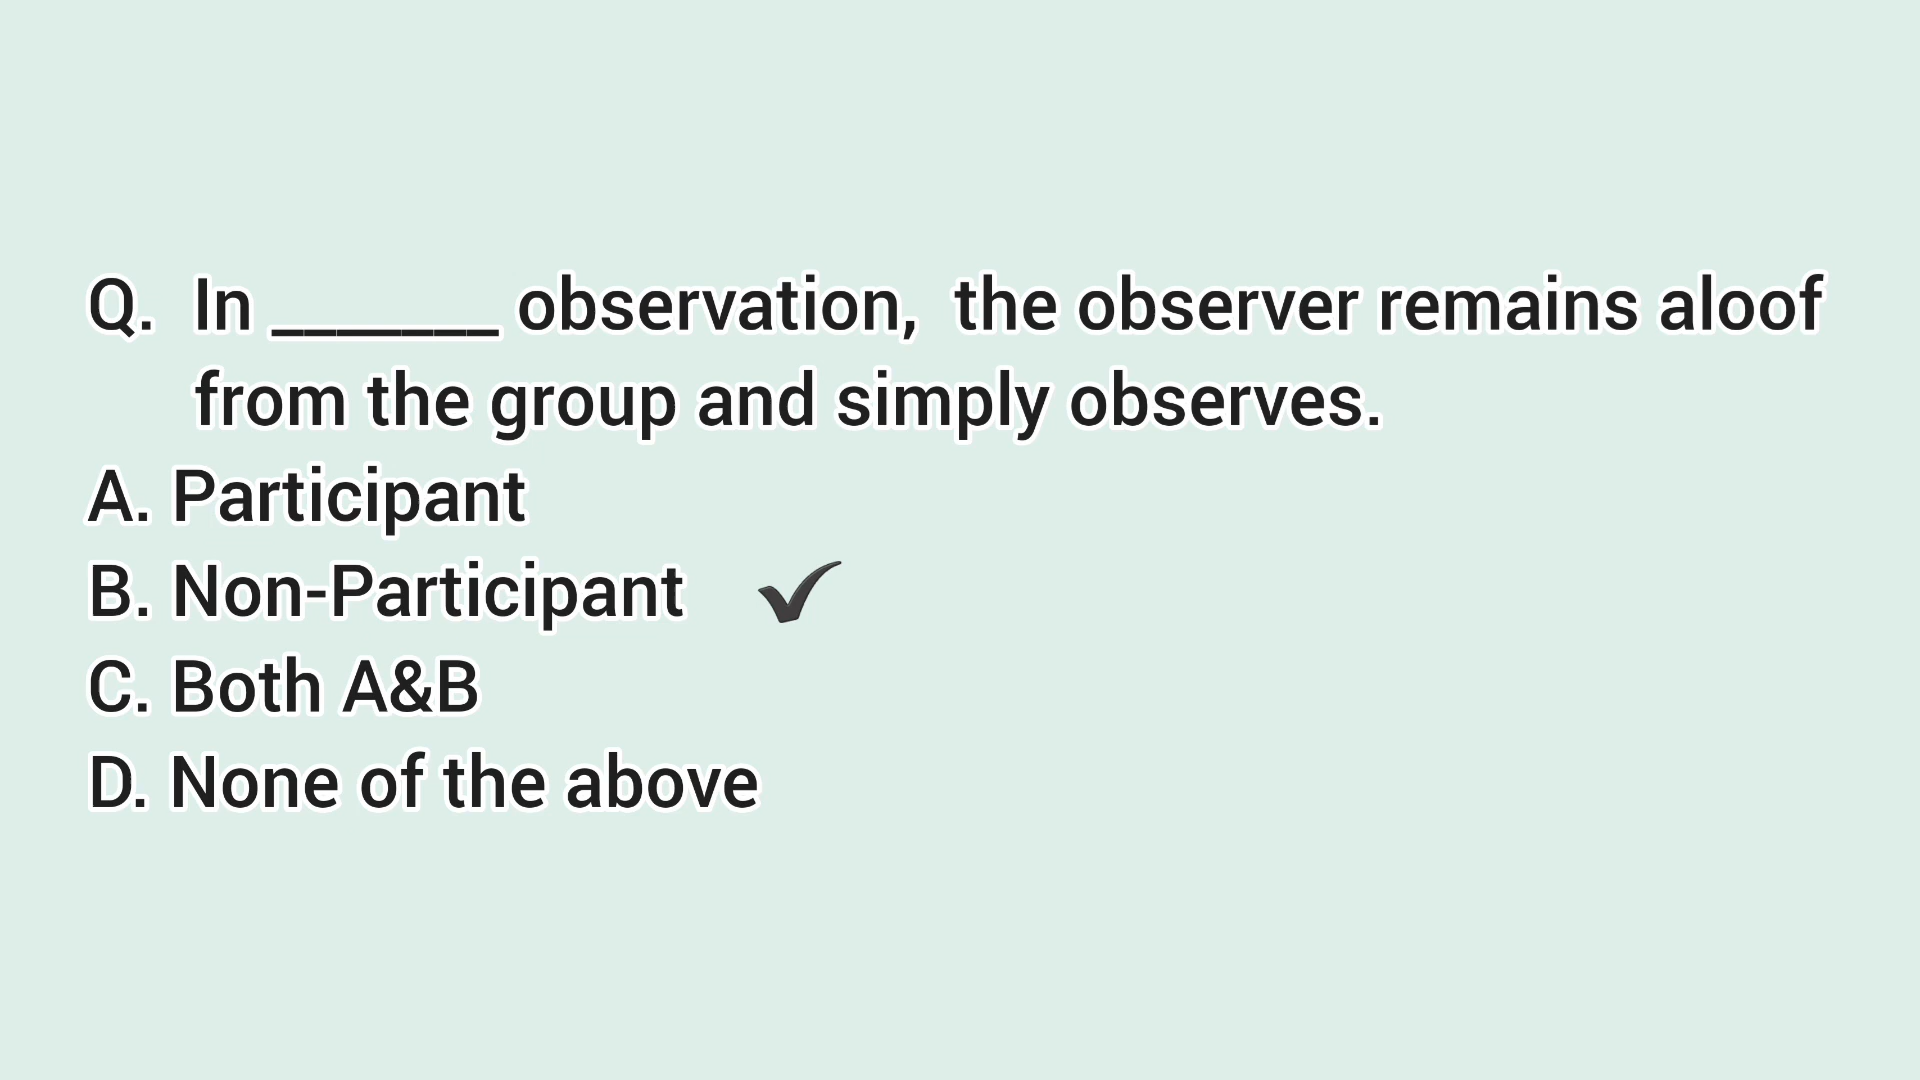 Q. In _______ observation, the observer remains aloof
from the group and simply observes.
A. Participant
B. Non-Participant ✔
C. Both A&B
D. None of the above